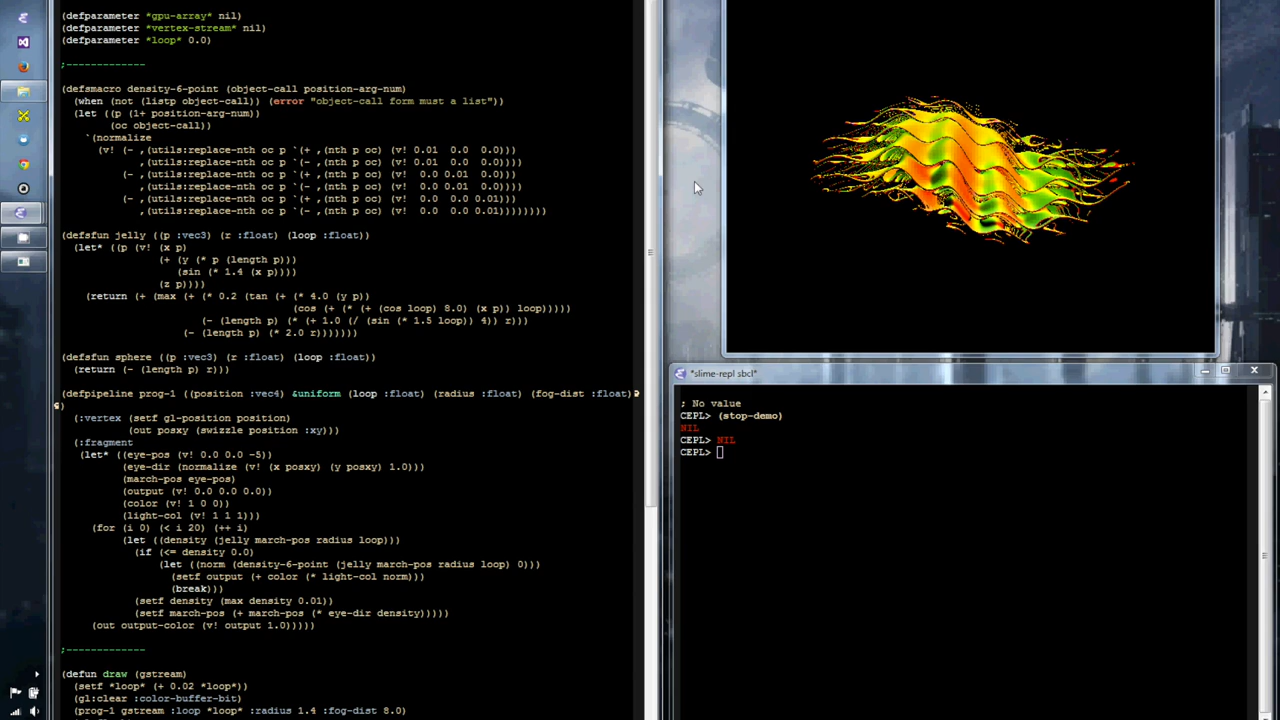 (defparameter *gpu-array* nil)
(defparameter *vertex-stream* nil)
(defparameter *loop* 0.0)
;-------------
(defsmacro density-6-point (object-call position-arg-num)
(when (not (listp object-call)) (error "object-call form must a list"))
(let ((p (1+ position-arg-num))
(oc object-call))
`(normalize
(v! (- ,(utils:replace-nth oc p `(+ ,(nth p oc) (v! 0.01 0.0 0.0)))
,(utils:replace-nth oc p `(- ,(nth p oc) (v! 0.01 0.0 0.0))))
(- ,(utils:replace-nth oc p `(+ ,(nth p oc) (v! 0.0 0.01 0.0)))
,(utils:replace-nth oc p `(- ,(nth p oc) (v! 0.0 0.01 0.0))))
(- ,(utils:replace-nth oc p `(+ ,(nth p oc) (v! 0.0 0.0 0.01)))
,(utils:replace-nth oc p `(- ,(nth p oc) (v! 0.0 0.0 0.01))))))))
(defsfun jelly ((p :vec3) (r :float) (loop :float))
(let* ((p (v! (x p)
(+ (y (* p (length p)))
(sin (* 1.4 (x p))))
(z p))))
(return (+ (max (+ (* 0.2 (tan (+ (* 4.0 (y p))
(cos (+ (* (+ (cos loop) 8.0) (x p)) loop)))))
(- (length p) (* (+ 1.0 (/ (sin (* 1.5 loop)) 4)) r)))
(- (length p) (* 2.0 r)))))))
(defsfun sphere ((p :vec3) (r :float) (loop :float))
(return (- (length p) r)))
(defpipeline prog-1 ((position :vec4) &uniform (loop :float) (radius :float) (fog-dist :float)
)
(:vertex (setf gl-position position)
(out posxy (swizzle position :xy)))
(:fragment
(let* ((eye-pos (v! 0.0 0.0 -5))
(eye-dir (normalize (v! (x posxy) (y posxy) 1.0)))
(march-pos eye-pos)
(output (v! 0.0 0.0 0.0))
(color (v! 1 0 0))
(light-col (v! 1 1 1)))
(for (i 0) (< i 20) (++ i)
(let ((density (jelly march-pos radius loop)))
(if (<= density 0.0)
(let ((norm (density-6-point (jelly march-pos radius loop) 0)))
(setf output (+ color (* light-col norm)))
(break)))
(setf density (max density 0.01))
(setf march-pos (+ march-pos (* eye-dir density)))))
(out output-color (v! output 1.0)))))
;-------------
(defun draw (gstream)
(setf *loop* (+ 0.02 *loop*))
(gl:clear :color-buffer-bit)
(prog-1 gstream :loop *loop* :radius 1.4 :fog-dist 8.0)
*slime-repl sbcl*
; No value
CEPL> (stop-demo)
NIL
CEPL> NIL
CEPL>